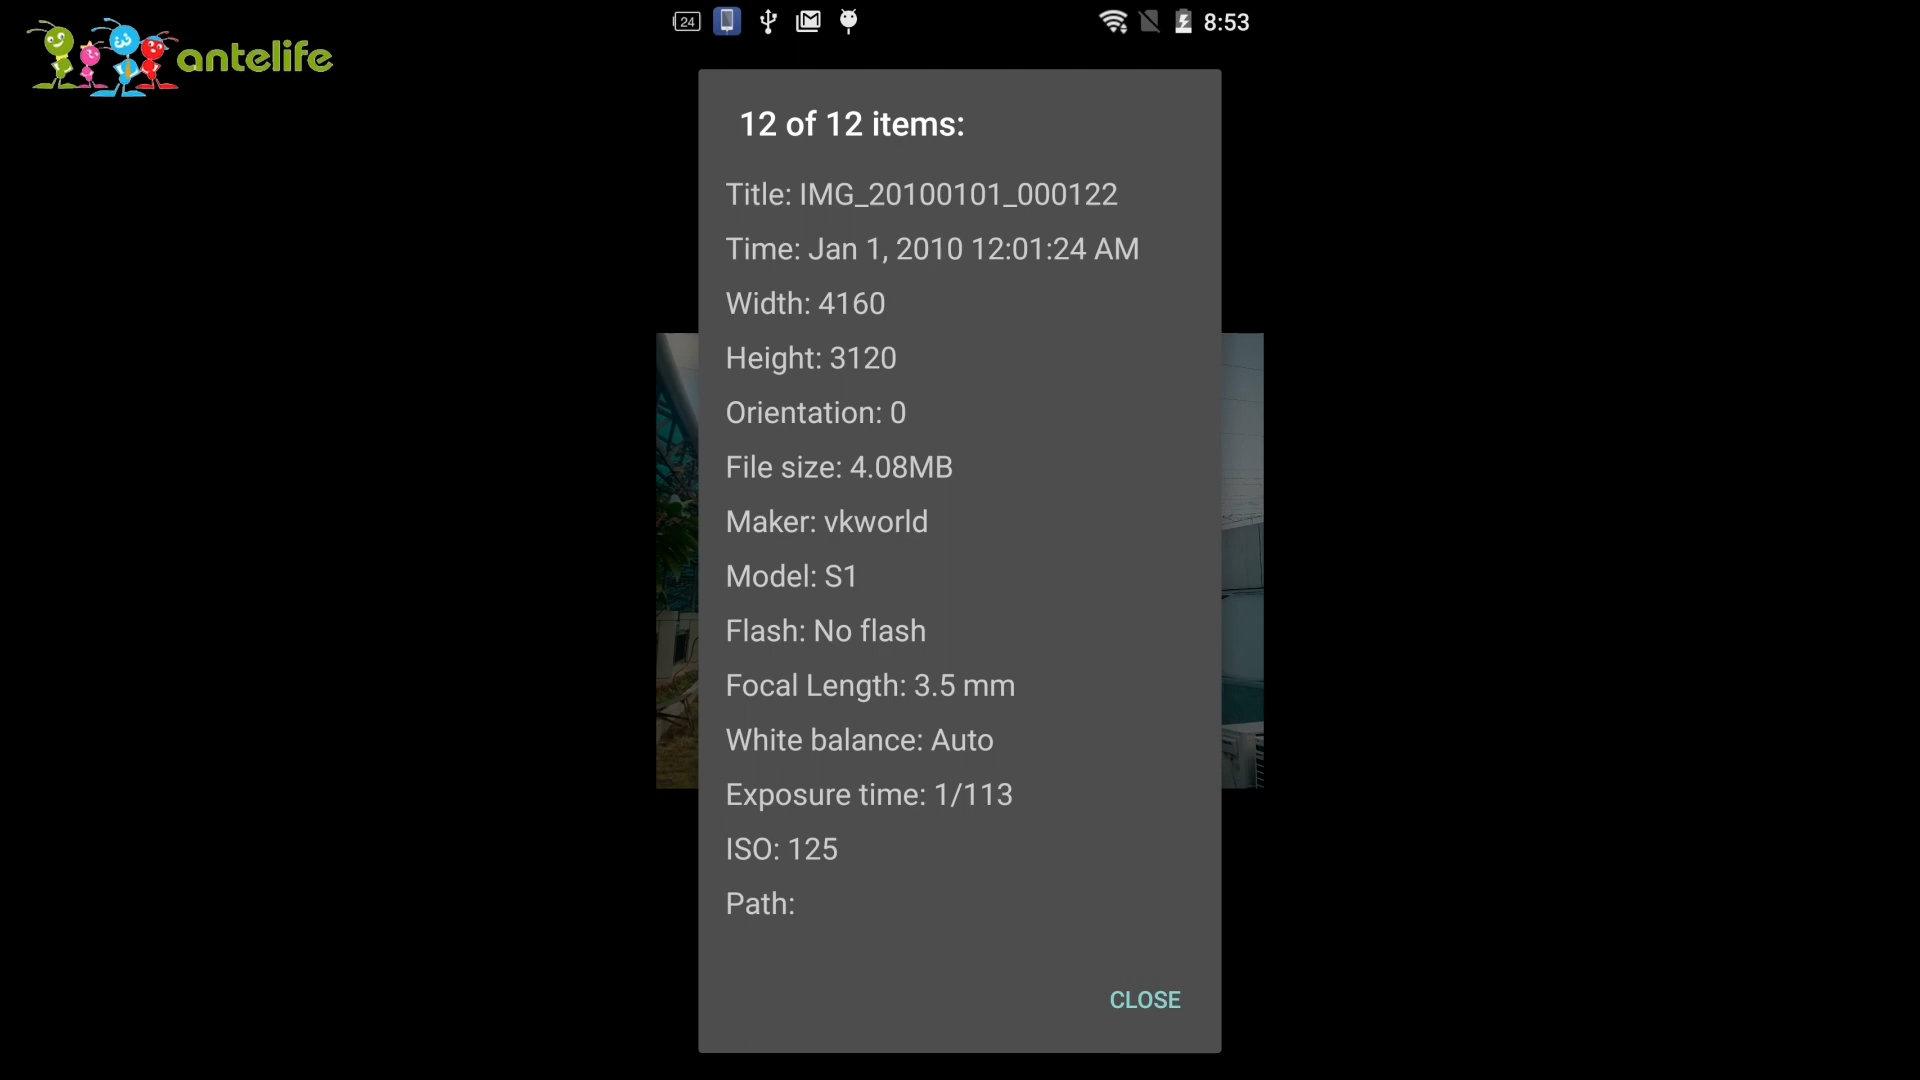 antelife
24
8:53
12 of 12 items:
Title: IMG_20100101_000122
Time: Jan 1, 2010 12:01:24 AM
Width: 4160
Height: 3120
Orientation: 0
File size: 4.08MB
Maker: vkworld
Model: S1
Flash: No flash
Focal Length: 3.5 mm
White balance: Auto
Exposure time: 1/113
ISO: 125
Path:
CLOSE